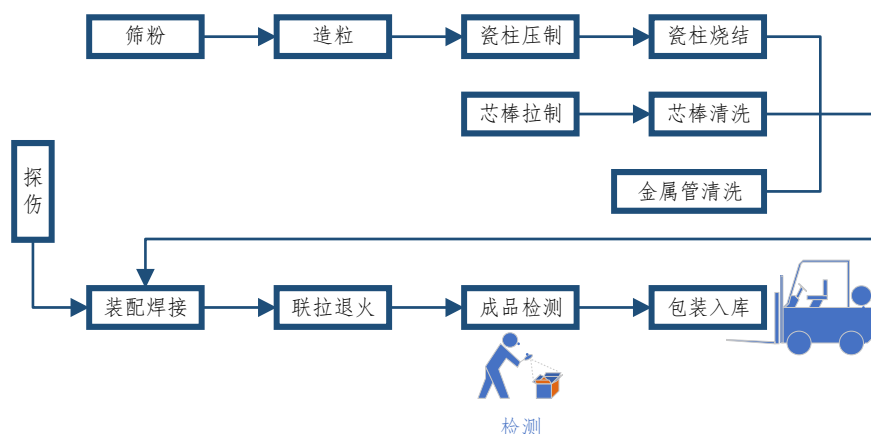 筛粉
造粒
瓷柱压制
瓷柱烧结
芯棒拉制
芯棒清洗
探伤
金属管清洗
装配焊接
联拉退火
成品检测
包装入库
检测